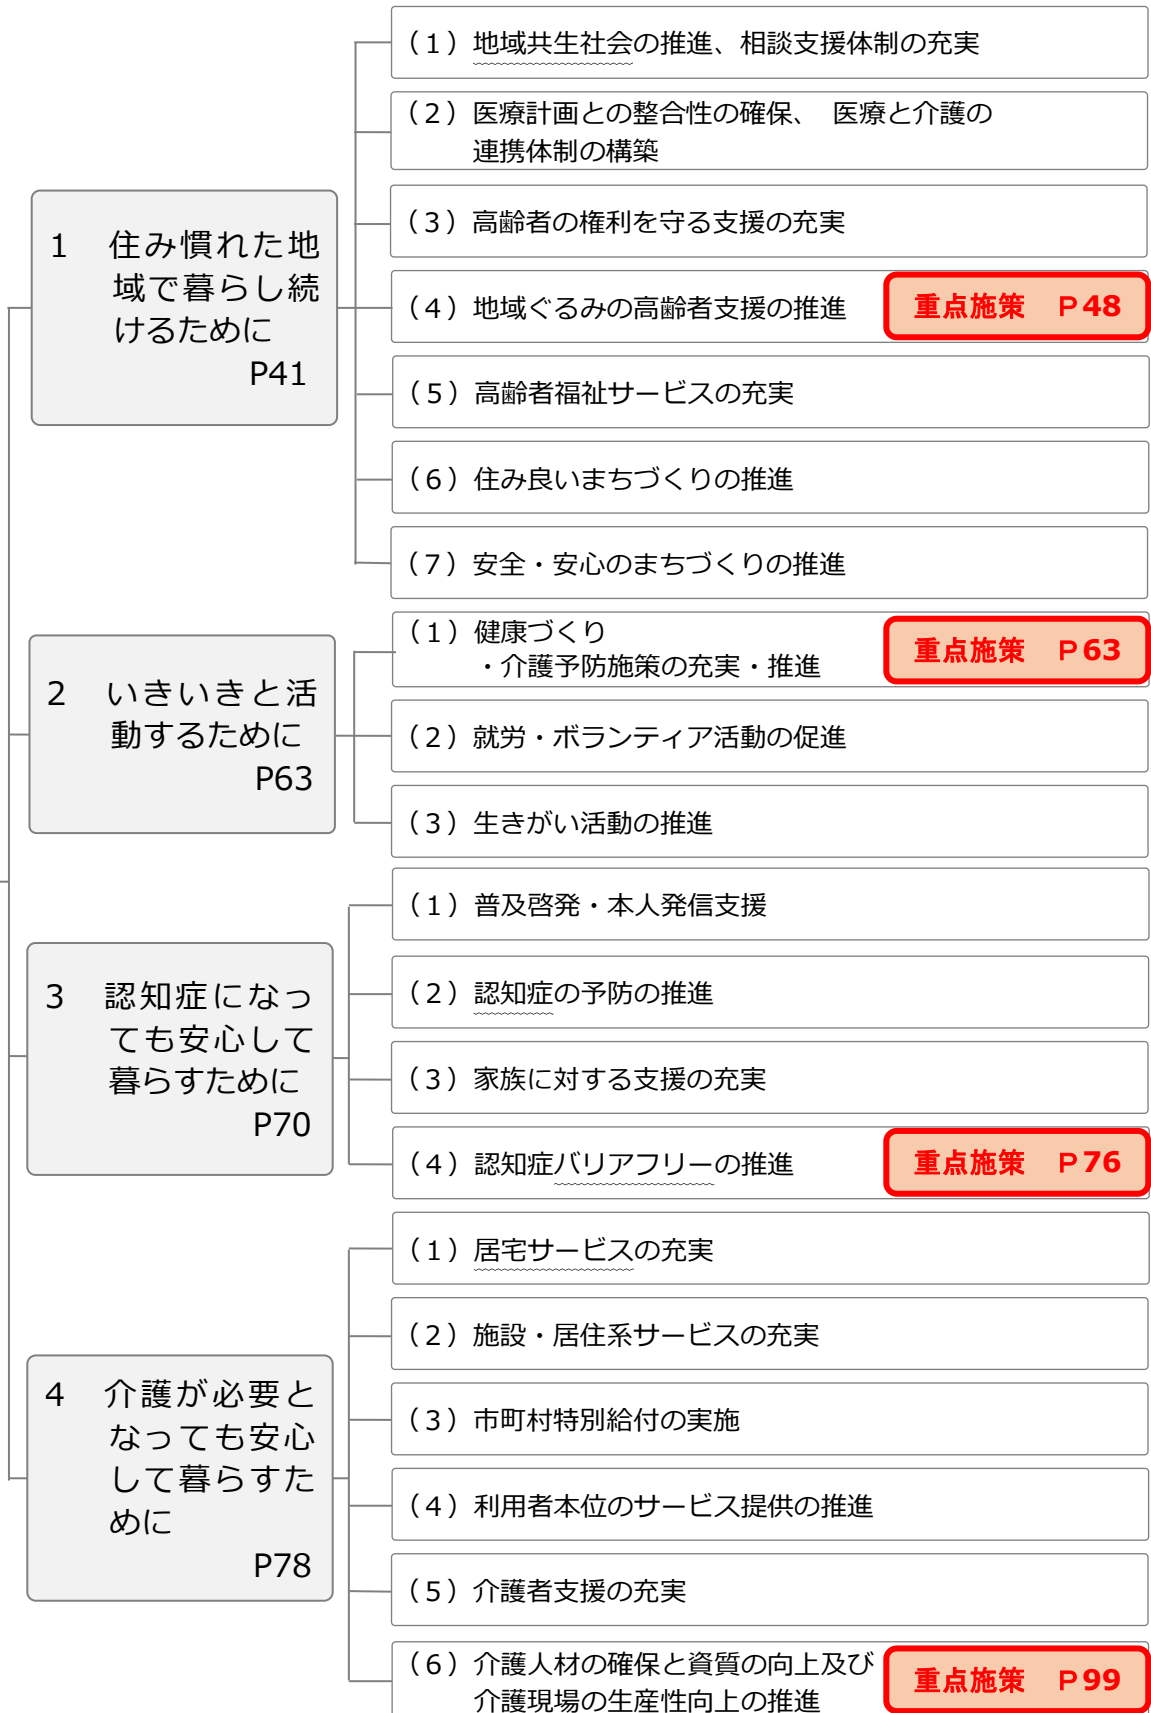 1 住み慣れた地
域で暮らし続
けるために
P41
（１）地域共生社会の推進、相談支援体制の充実
（２）医療計画との整合性の確保、 医療と介護の
連携体制の構築
（３）高齢者の権利を守る支援の充実
（４）地域ぐるみの高齢者支援の推進
重点施策 Ｐ48
（５）高齢者福祉サービスの充実
（６）住み良いまちづくりの推進
（７）安全・安心のまちづくりの推進
2 いきいきと活
動するために
P63
（１）健康づくり
・介護予防施策の充実・推進
重点施策 Ｐ63
（２）就労・ボランティア活動の促進
（３）生きがい活動の推進
3 認知症になっ
ても安心して
暮らすために
P70
（１）普及啓発・本人発信支援
（２）認知症の予防の推進
（３）家族に対する支援の充実
（４）認知症バリアフリーの推進
重点施策 Ｐ76
4 介護が必要と
なっても安心
して暮らすた
めに
P78
（１）居宅サービスの充実
（２）施設・居住系サービスの充実
（３）市町村特別給付の実施
（４）利用者本位のサービス提供の推進
（５）介護者支援の充実
（６）介護人材の確保と資質の向上及び
介護現場の生産性向上の推進
重点施策 Ｐ99